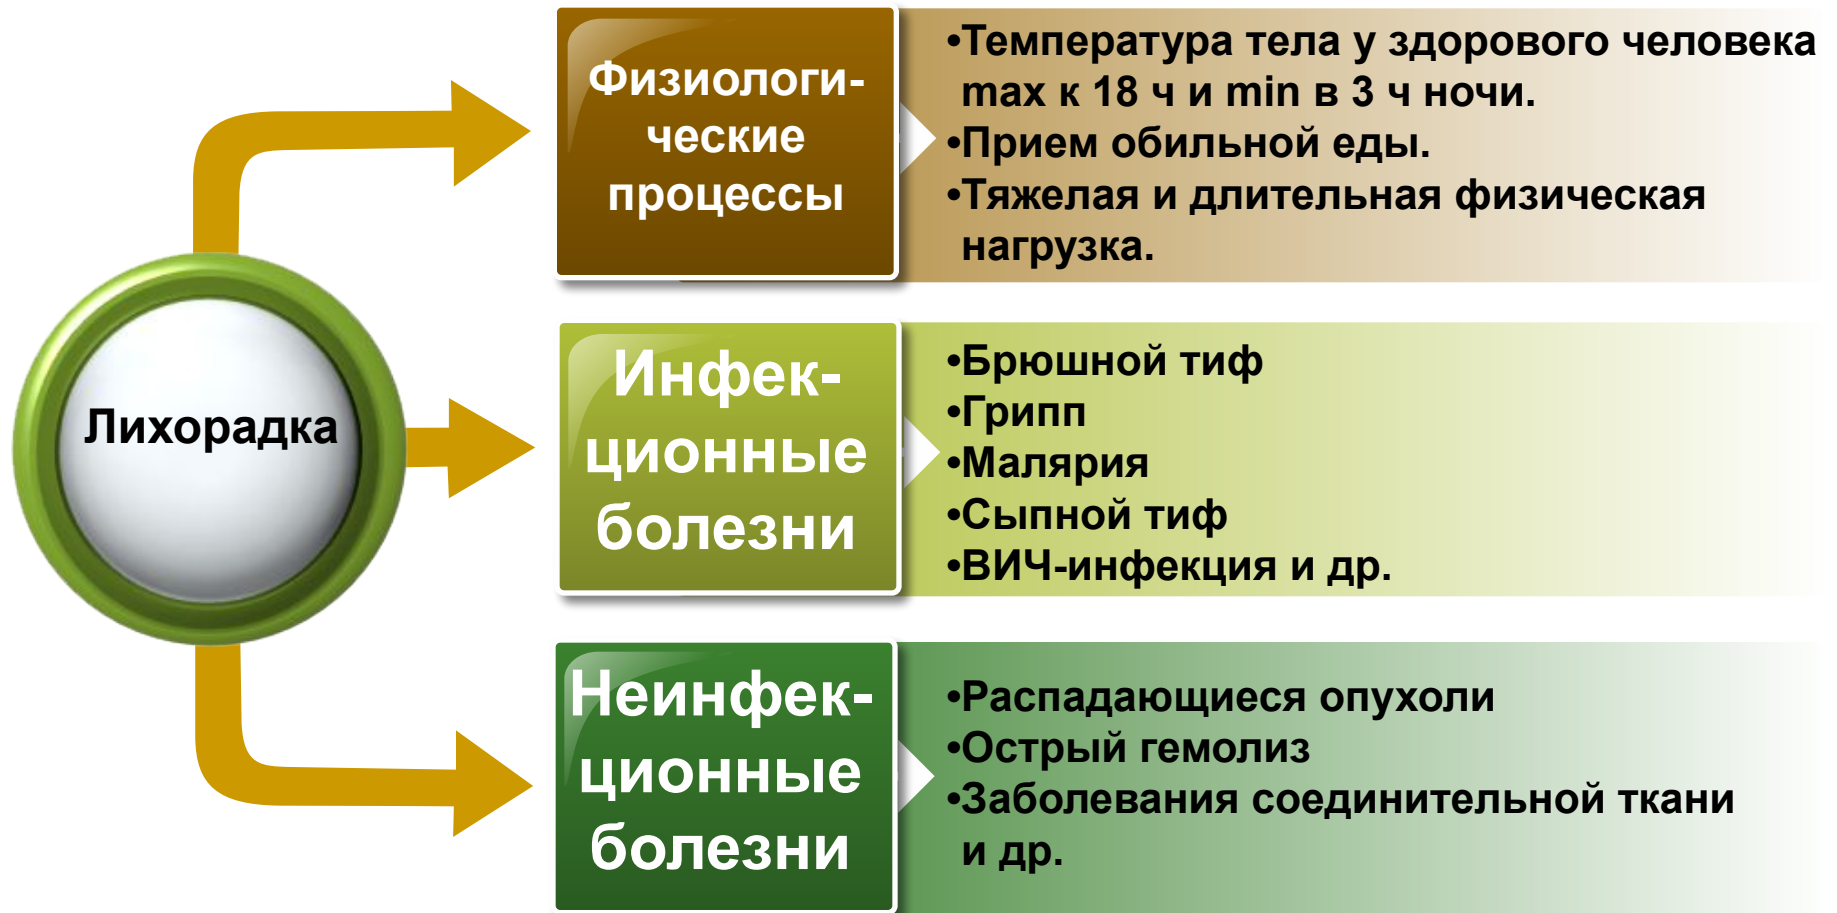 Лихорадка
Физиологи-
ческие
процессы
•Температура тела у здорового человека
max к 18 ч и min в 3 ч ночи.
•Прием обильной еды.
•Тяжелая и длительная физическая
нагрузка.
Инфек-
ционные
болезни
•Брюшной тиф
•Грипп
•Малярия
•Сыпной тиф
•ВИЧ-инфекция и др.
Неинфек-
ционные
болезни
•Распадающиеся опухоли
•Острый гемолиз
•Заболевания соединительной ткани
и др.